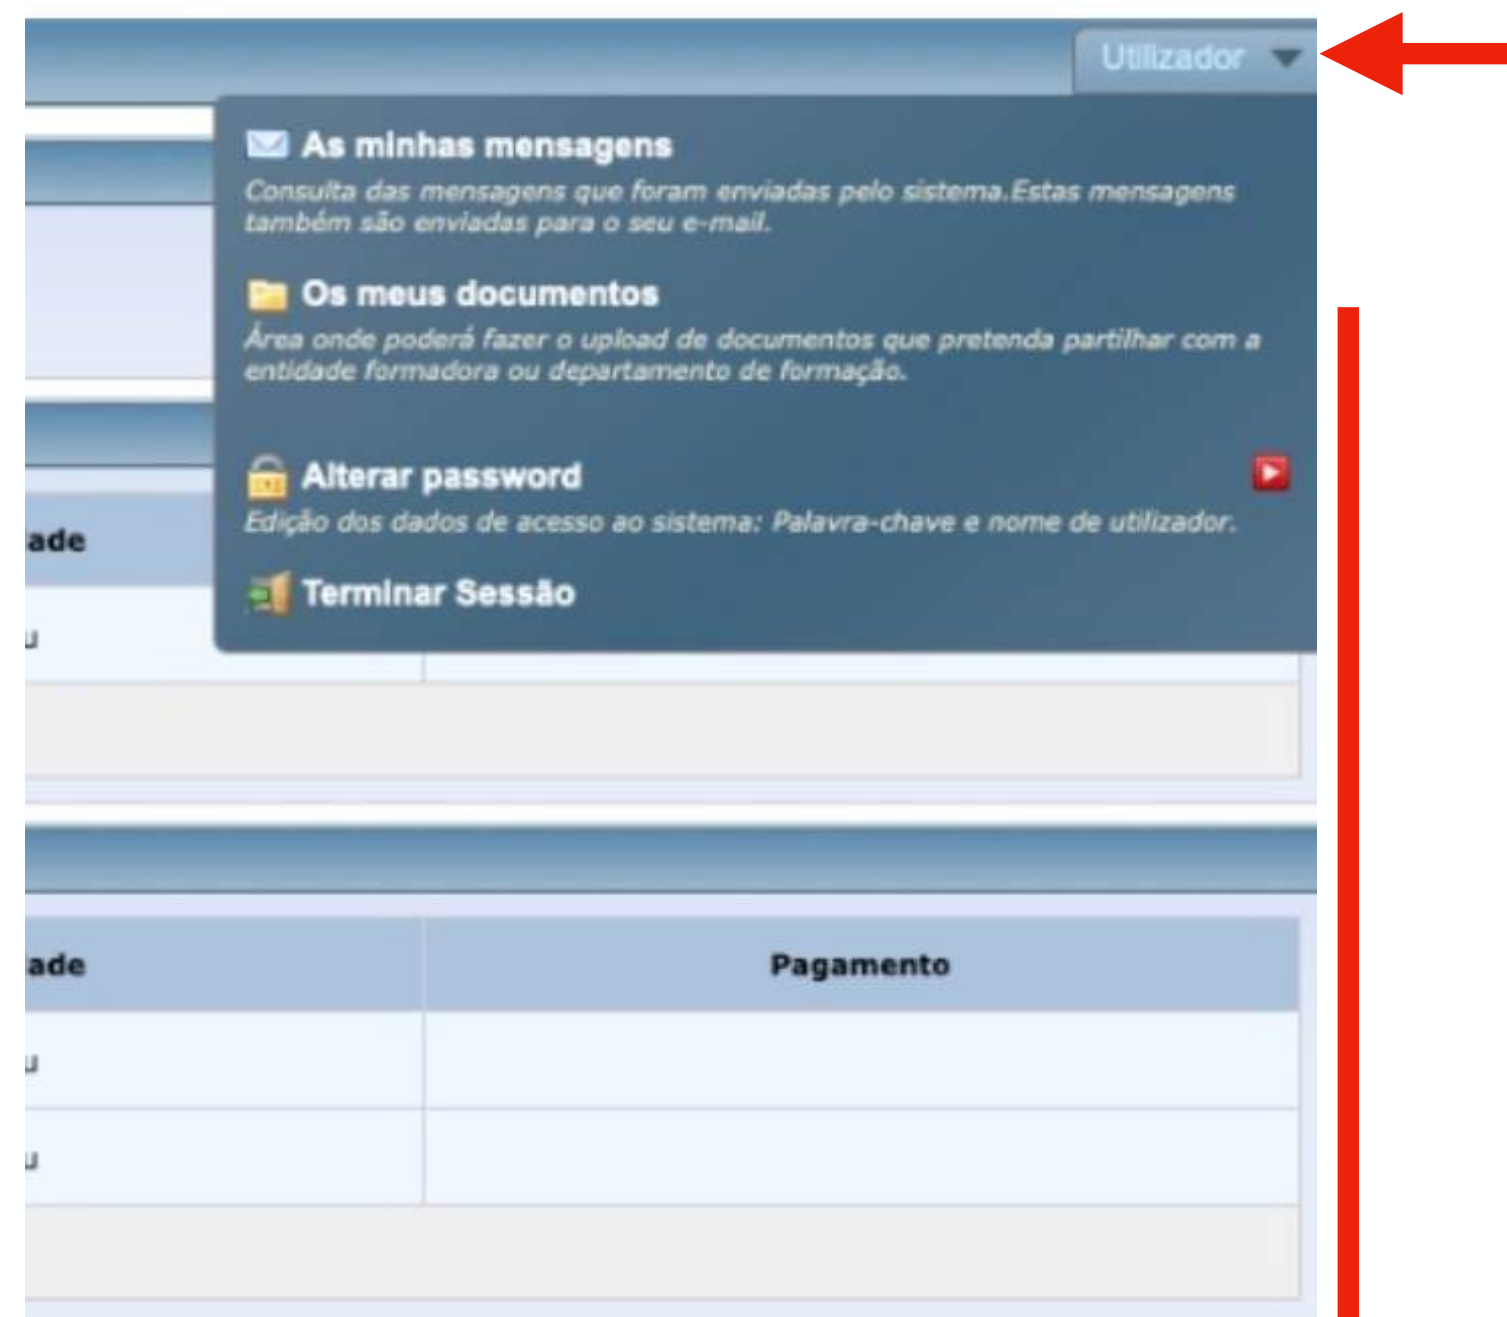 Utilizador
As minhas mensagens
Consulta das mensagens que foram enviadas pelo sistema.Estas mensagens
também são enviadas para o seu e-mail.
Os meus documentos
Área onde poderá fazer o upload de documentos que pretenda partilhar com a
entidade formadora ou departamento de formação.
Alterar password
Edição dos dados de acesso ao sistema: Palavra-chave e nome de utilizador.
ade
Terminar Sessão
u
ade
Pagamento
u
u